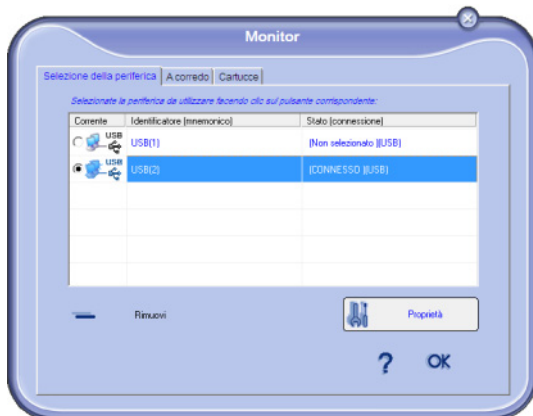 Monitor
Selezione della periferica A corredo Cartucce
Selezionate la periferica da utilizzare facendo clic sul pulsante corrispondente:
Corrente Identificatore (mnemonico) Stato (connessione)
USB USB(1) (Non selezionato )(USB)
USB USB(2) (CONNESSO )(USB)
Rimuovi Proprietà
? OK